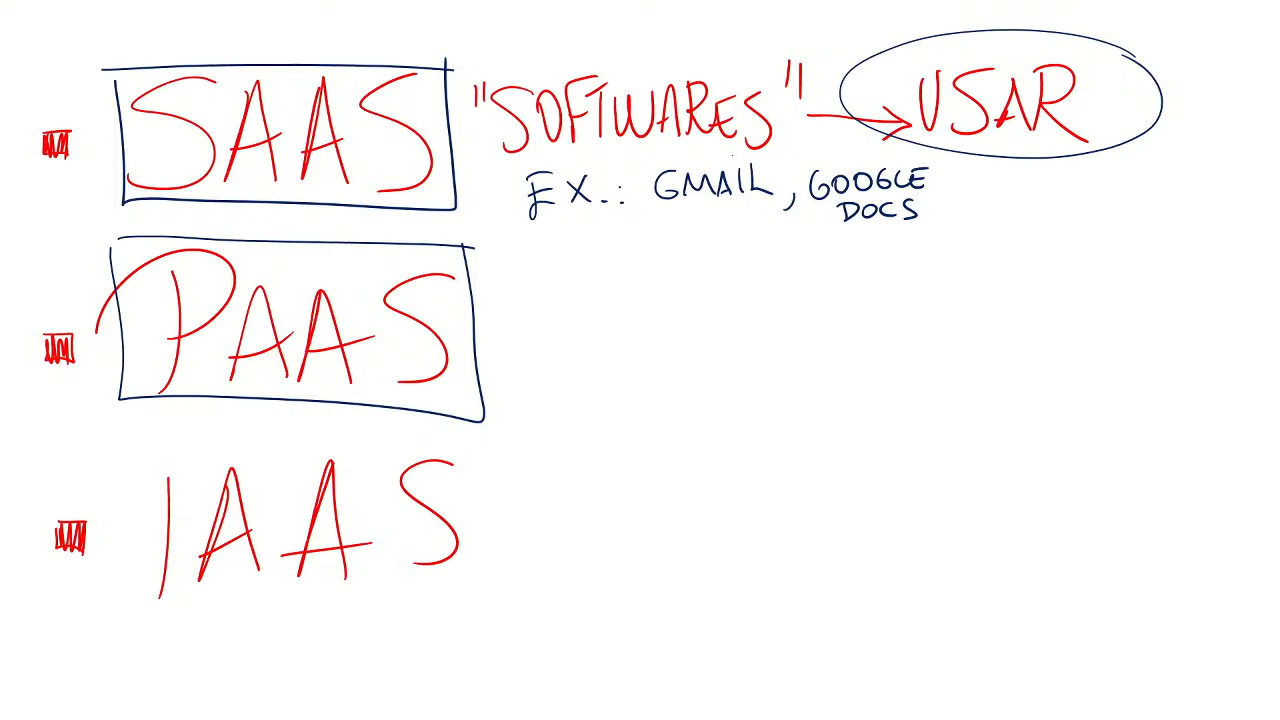 SAAS "SOFTWARES" → USAR
EX.: GMAIL, GOOGLE
DOCS
PAAS
IAAS